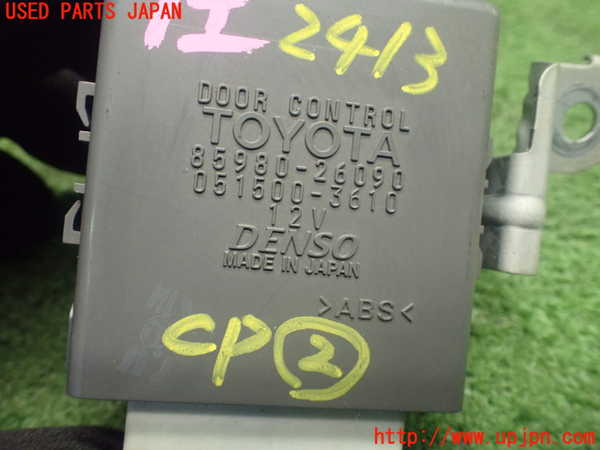 USED PARTS JAPAN
2413
DOOR CONTROL
TOYOTA
85980-26090
051500-3610
12V
DENSO
MADE IN JAPAN
>ABS<
CP②
http://www.upjpn.com/